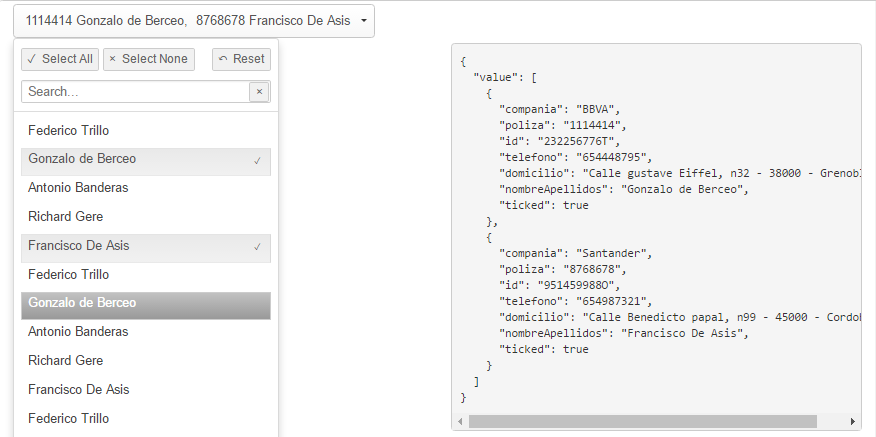 1114414 Gonzalo de Berceo, 8768678 Francisco De Asis
✓ Select All × Select None ↶ Reset
Search... ×
Federico Trillo
Gonzalo de Berceo ✓
Antonio Banderas
Richard Gere
Francisco De Asis ✓
Federico Trillo
Gonzalo de Berceo
Antonio Banderas
Richard Gere
Francisco De Asis
Federico Trillo
{
"value": [
{
"compania": "BBVA",
"poliza": "1114414",
"id": "232256776T",
"telefono": "654448795",
"domicilio": "Calle gustave Eiffel, n32 - 38000 - Grenobl
"nombreApellidos": "Gonzalo de Berceo",
"ticked": true
},
{
"compania": "Santander",
"poliza": "8768678",
"id": "951459988O",
"telefono": "654987321",
"domicilio": "Calle Benedicto papal, n99 - 45000 - Cordob
"nombreApellidos": "Francisco De Asis",
"ticked": true
}
]
}